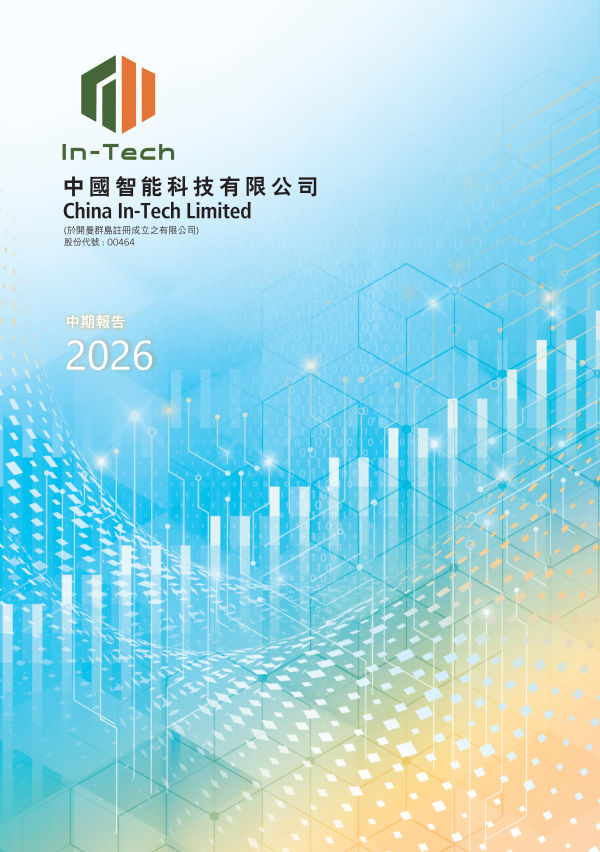 In-Tech
中國智能科技有限公司
China In-Tech Limited
(於開曼群島註冊成立之有限公司)
股份代號 : 00464
中期報告
2026